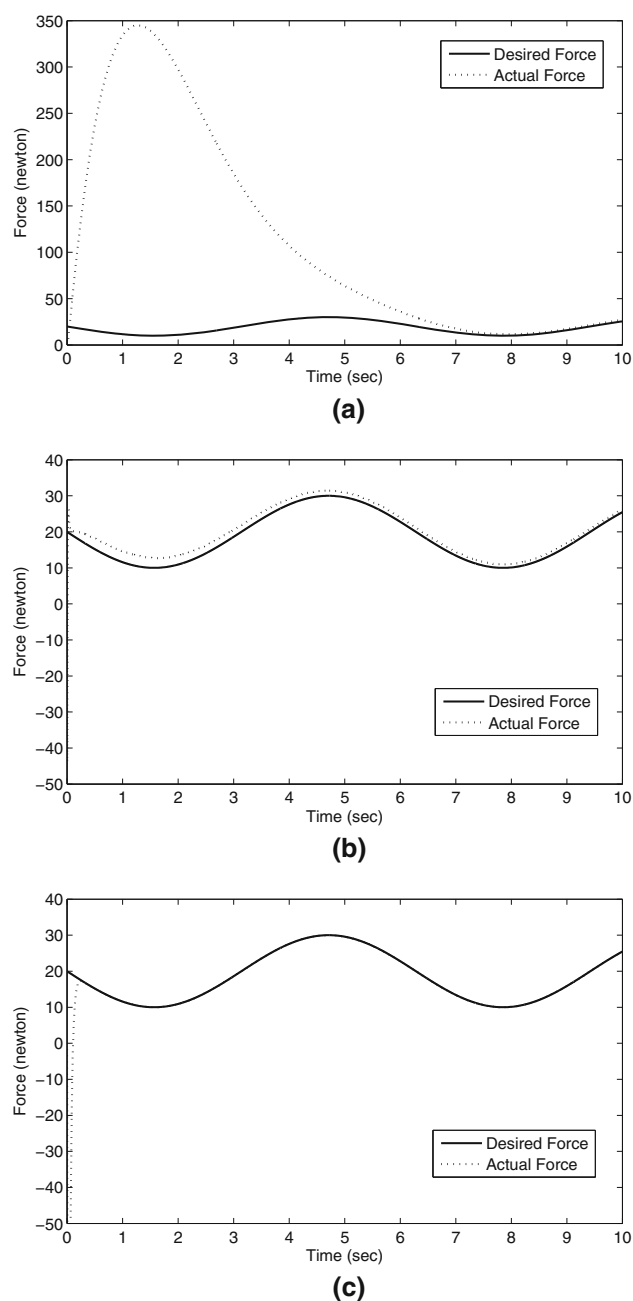 350
300
250
200
150
100
50
0
Force (newton)
Desired Force
Actual Force
0 1 2 3 4 5 6 7 8 9 10
Time (sec)
(a)
40
30
20
10
0
−10
−20
−30
−40
−50
Force (newton)
Desired Force
Actual Force
0 1 2 3 4 5 6 7 8 9 10
Time (sec)
(b)
40
30
20
10
0
−10
−20
−30
−40
−50
Force (newton)
Desired Force
Actual Force
0 1 2 3 4 5 6 7 8 9 10
Time (sec)
(c)